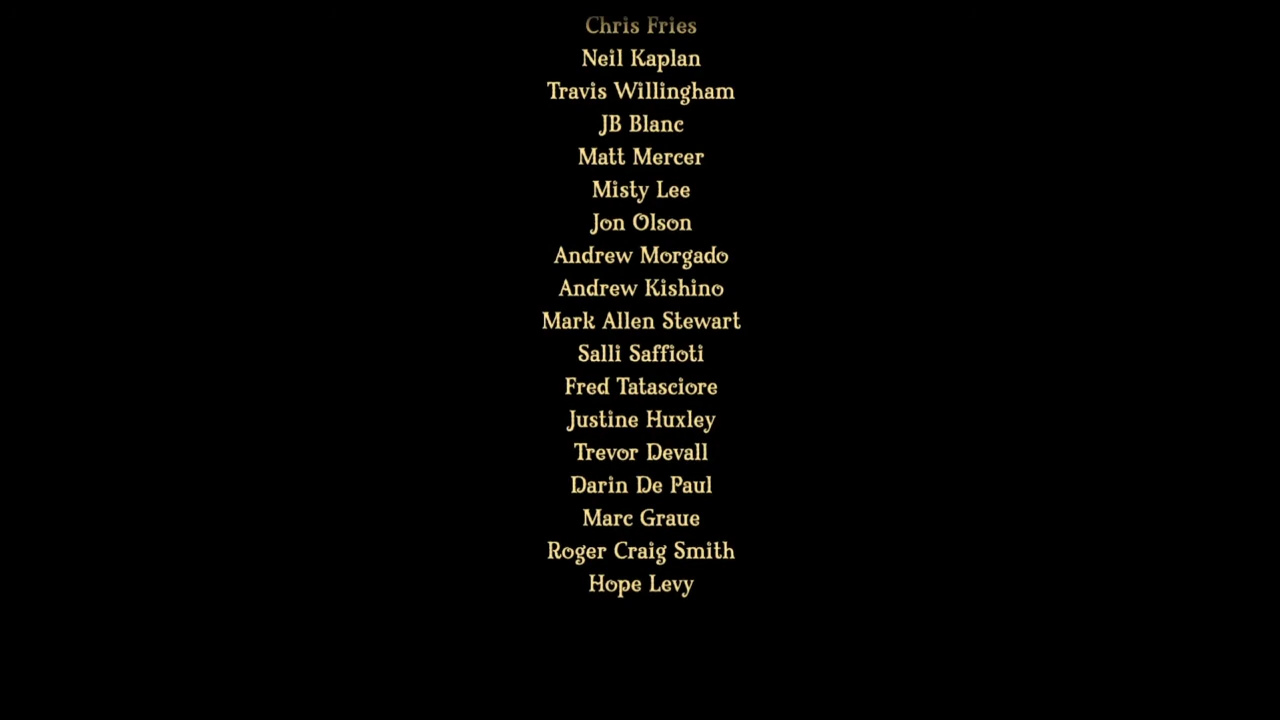 Chris Fries
Neil Kaplan
Travis Willingham
JB Blanc
Matt Mercer
Misty Lee
Jon Olson
Andrew Morgado
Andrew Kishino
Mark Allen Stewart
Salli Saffioti
Fred Tatasciore
Justine Huxley
Trevor Devall
Darin De Paul
Marc Graue
Roger Craig Smith
Hope Levy